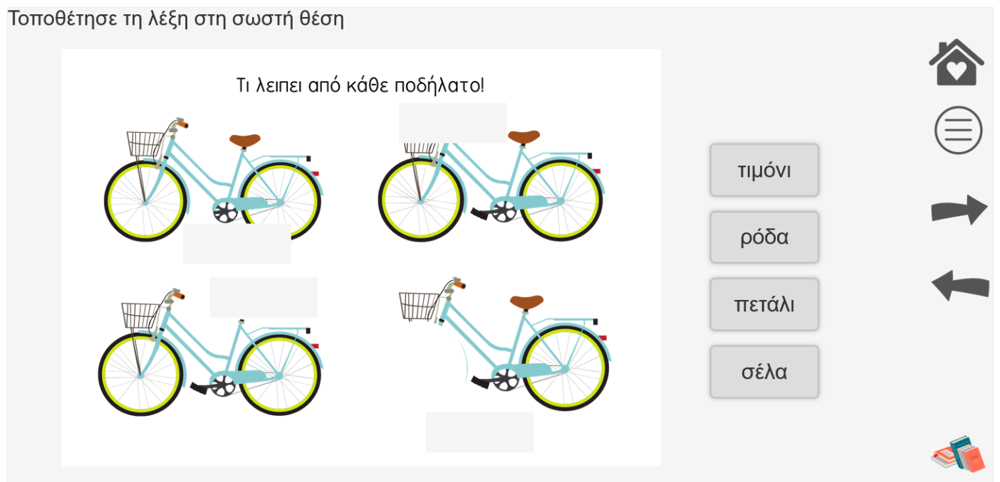 Τοποθέτησε τη λέξη στη σωστή θέση
Τι λειπει από κάθε ποδήλατο!
τιμόνι
ρόδα
πετάλι
σέλα